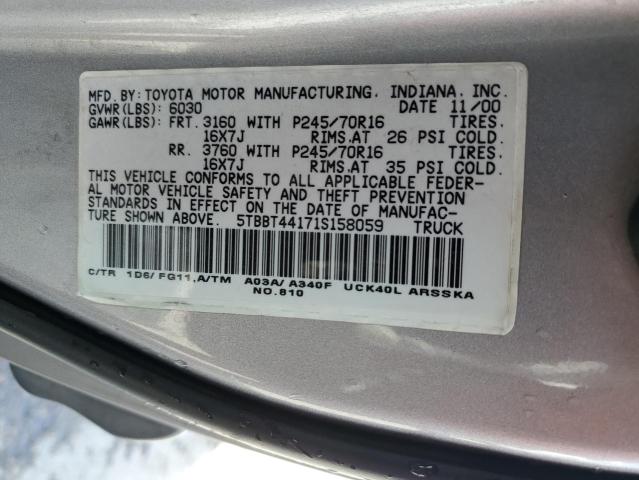 MFD. BY: TOYOTA MOTOR MANUFACTURING, INDIANA, INC.
GVWR(LBS): 6030 DATE 11/00
GAWR(LBS): FRT. 3160 WITH P245/70R16 TIRES.
16X7J RIMS.AT 26 PSI COLD.
RR. 3760 WITH P245/70R16 TIRES.
16X7J RIMS.AT 35 PSI COLD.
THIS VEHICLE CONFORMS TO ALL APPLICABLE FEDER-
AL MOTOR VEHICLE SAFETY AND THEFT PREVENTION
STANDARDS IN EFFECT ON THE DATE OF MANUFAC-
TURE SHOWN ABOVE. 5TBBT44171S158059 TRUCK
C/TR 1D6/ FG11,A/TM A03A/ A340F UCK40L ARSSKA
NO.810